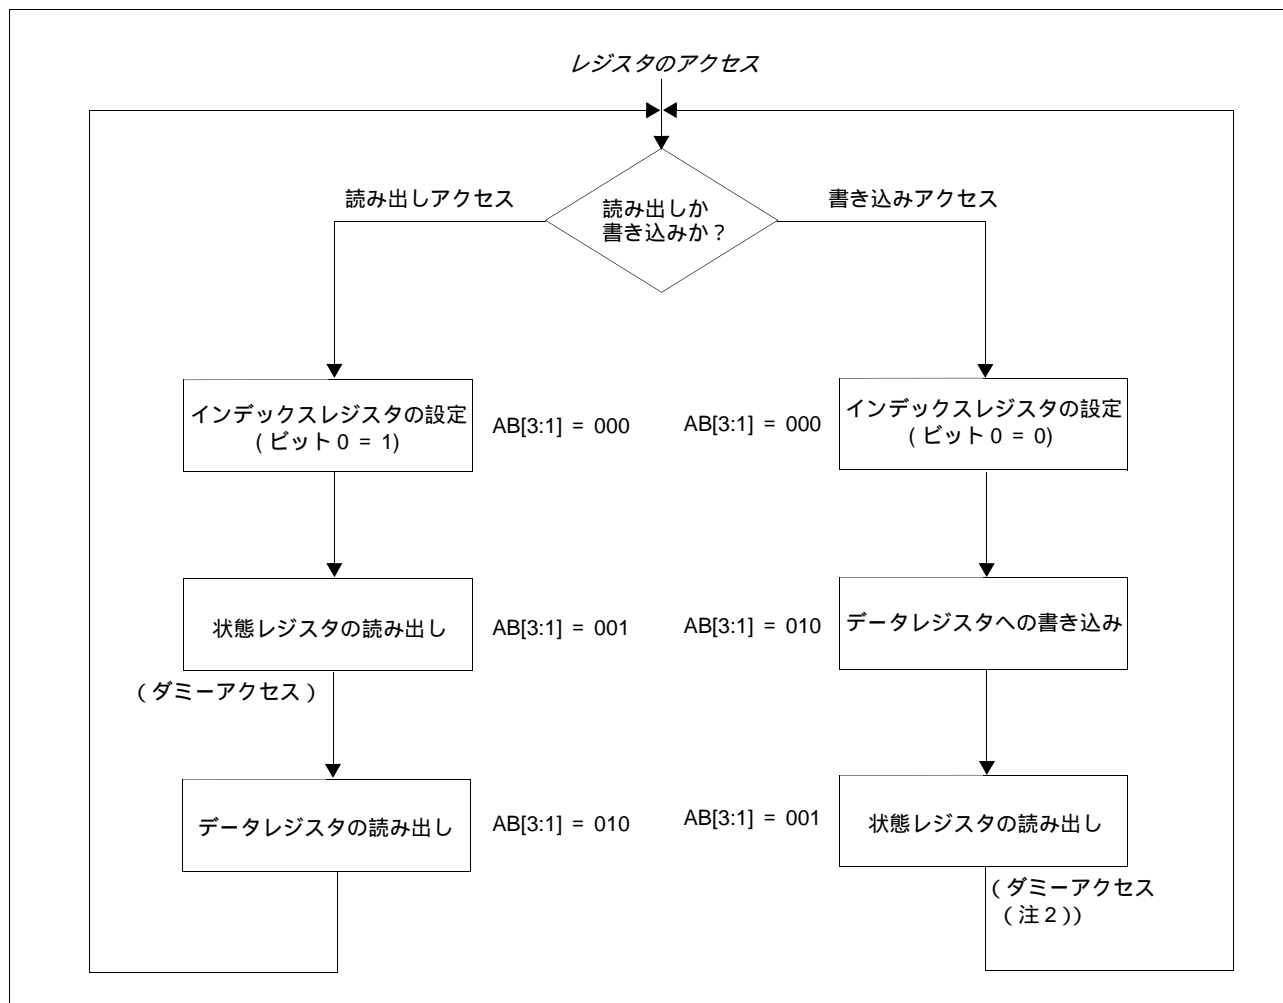 レジスタのアクセス
読み出しアクセス
読み出しか
書き込みか？
書き込みアクセス
インデックスレジスタの設定
( ビット 0 = 1)
AB[3:1] = 000
AB[3:1] = 000
インデックスレジスタの設定
( ビット 0 = 0)
状態レジスタの読み出し
AB[3:1] = 001
(ダミーアクセス)
AB[3:1] = 010
データレジスタへの書き込み
データレジスタの読み出し
AB[3:1] = 010
AB[3:1] = 001
状態レジスタの読み出し
(ダミーアクセス
(注 2 ))